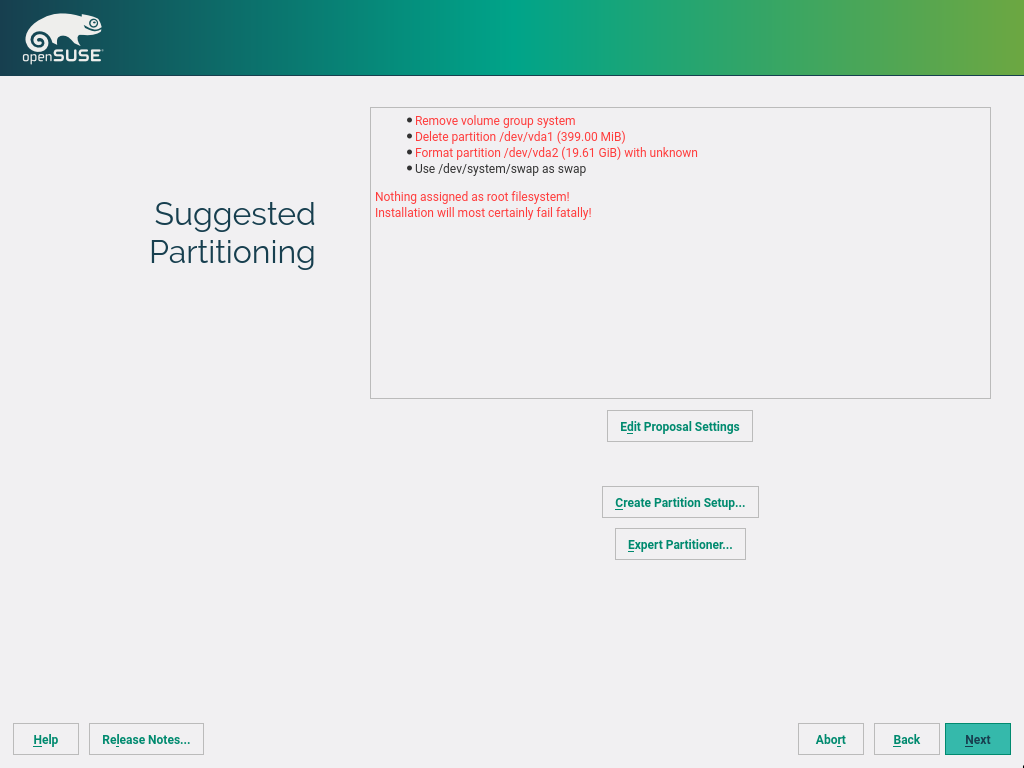 openSUSE
Suggested
Partitioning
Remove volume group system
Delete partition /dev/vda1 (399.00 MiB)
Format partition /dev/vda2 (19.61 GiB) with unknown
Use /dev/system/swap as swap
Nothing assigned as root filesystem!
Installation will most certainly fail fatally!
Edit Proposal Settings
Create Partition Setup...
Expert Partitioner...
Help
Release Notes...
Abort
Back
Next